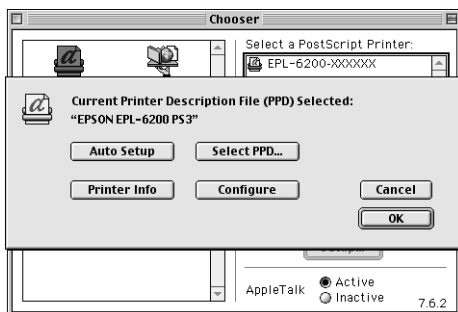 Chooser
Select a PostScript Printer:
EPL-6200-XXXXXX
Current Printer Description File (PPD) Selected:
“EPSON EPL-6200 PS3”
Auto Setup
Select PPD...
Printer Info
Configure
Cancel
OK
AppleTalk
Active
Inactive
7.6.2